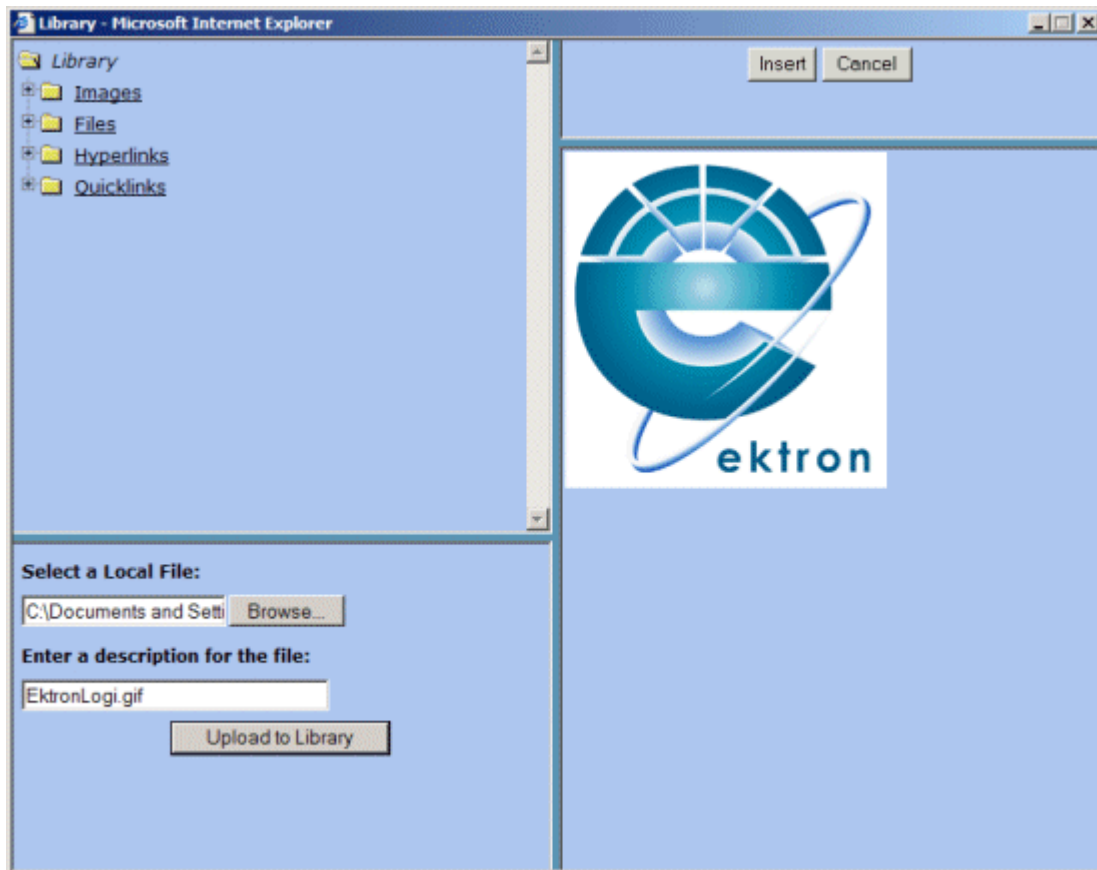 Library - Microsoft Internet Explorer
Library
Images
Files
Hyperlinks
Quicklinks
Insert Cancel
ektron
Select a Local File:
C:\Documents and Setti Browse...
Enter a description for the file:
EktronLogi.gif
Upload to Library